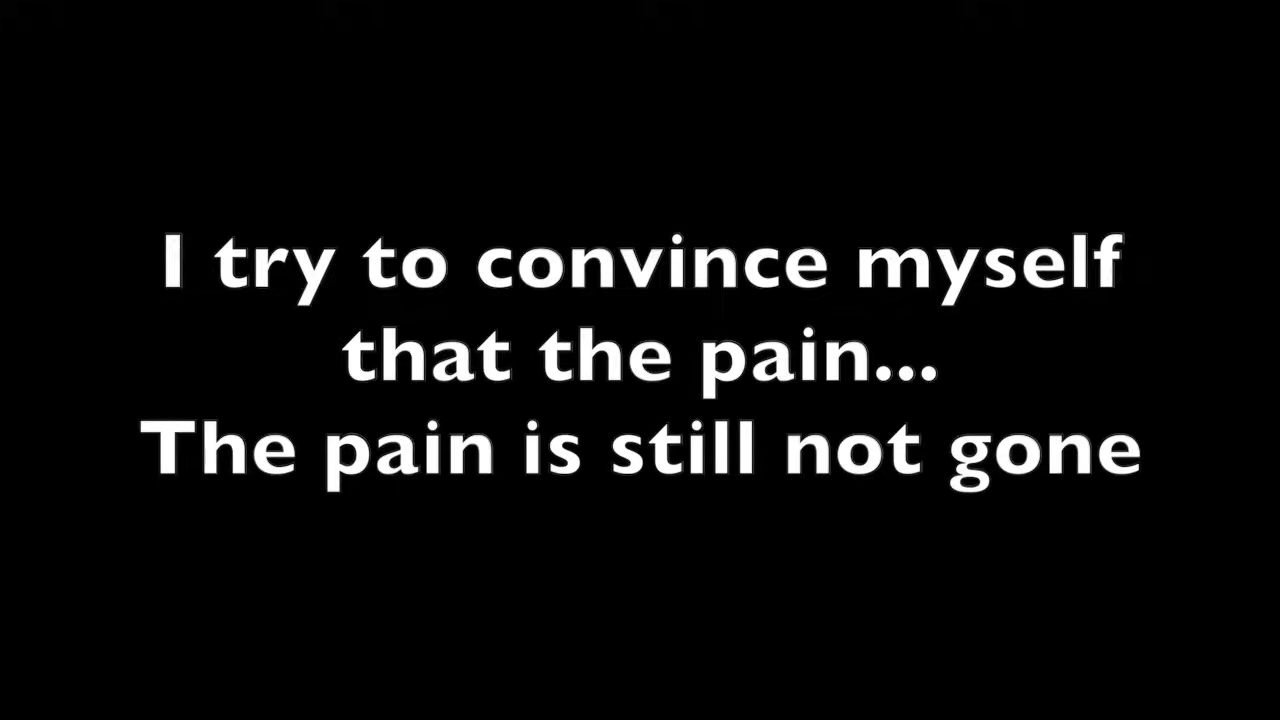 I try to convince myself
that the pain...
The pain is still not gone